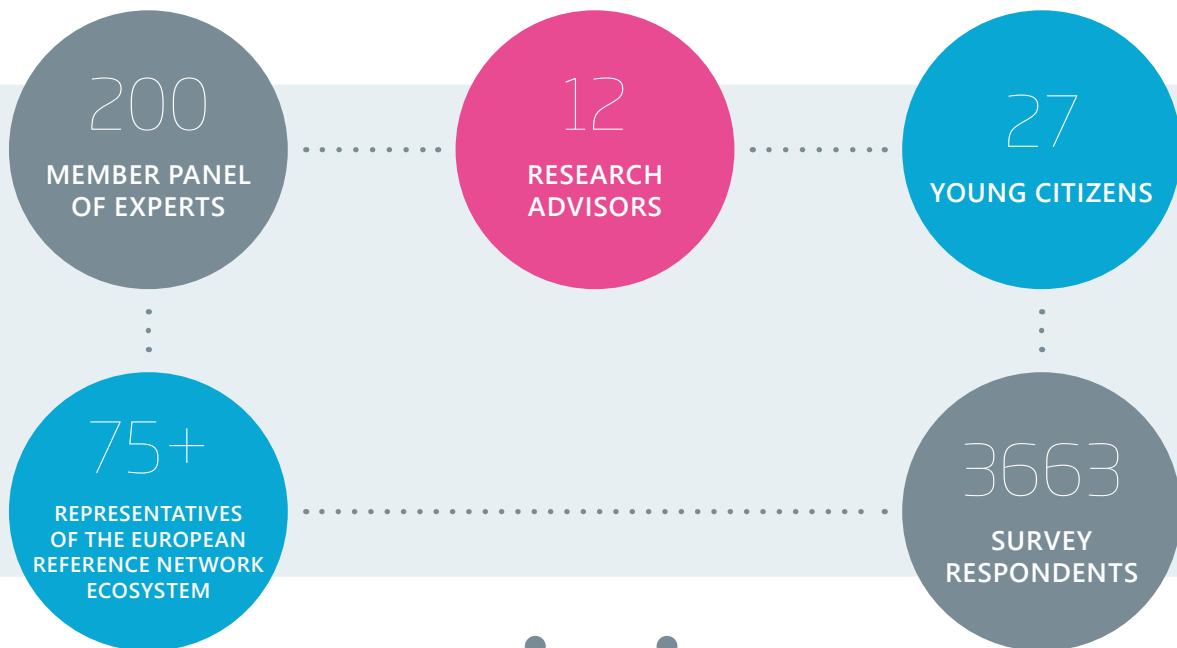 200
MEMBER PANEL
OF EXPERTS
12
RESEARCH
ADVISORS
27
YOUNG CITIZENS
75+
REPRESENTATIVES
OF THE EUROPEAN
REFERENCE NETWORK
ECOSYSTEM
3663
SURVEY
RESPONDENTS